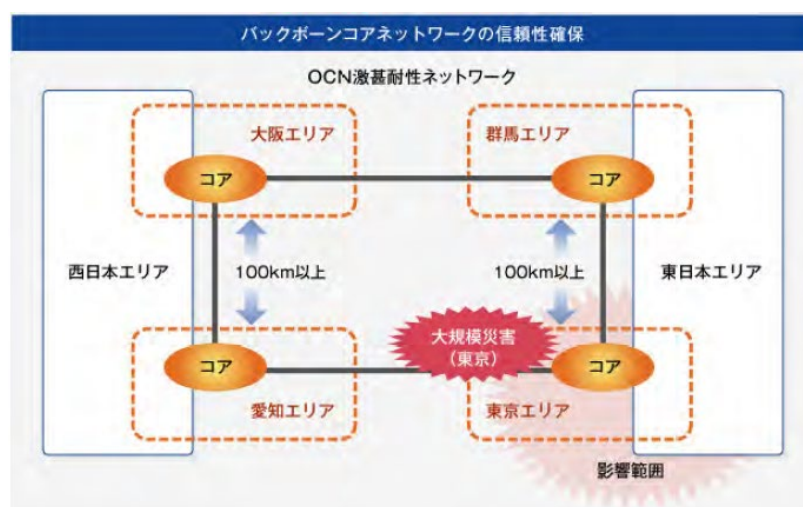 バックボーンコアネットワークの信頼性確保
OCN激甚耐性ネットワーク
大阪エリア
群馬エリア
コア
コア
西日本エリア
100km以上
100km以上
東日本エリア
大規模災害
（東京）
コア
コア
愛知エリア
東京エリア
影響範囲